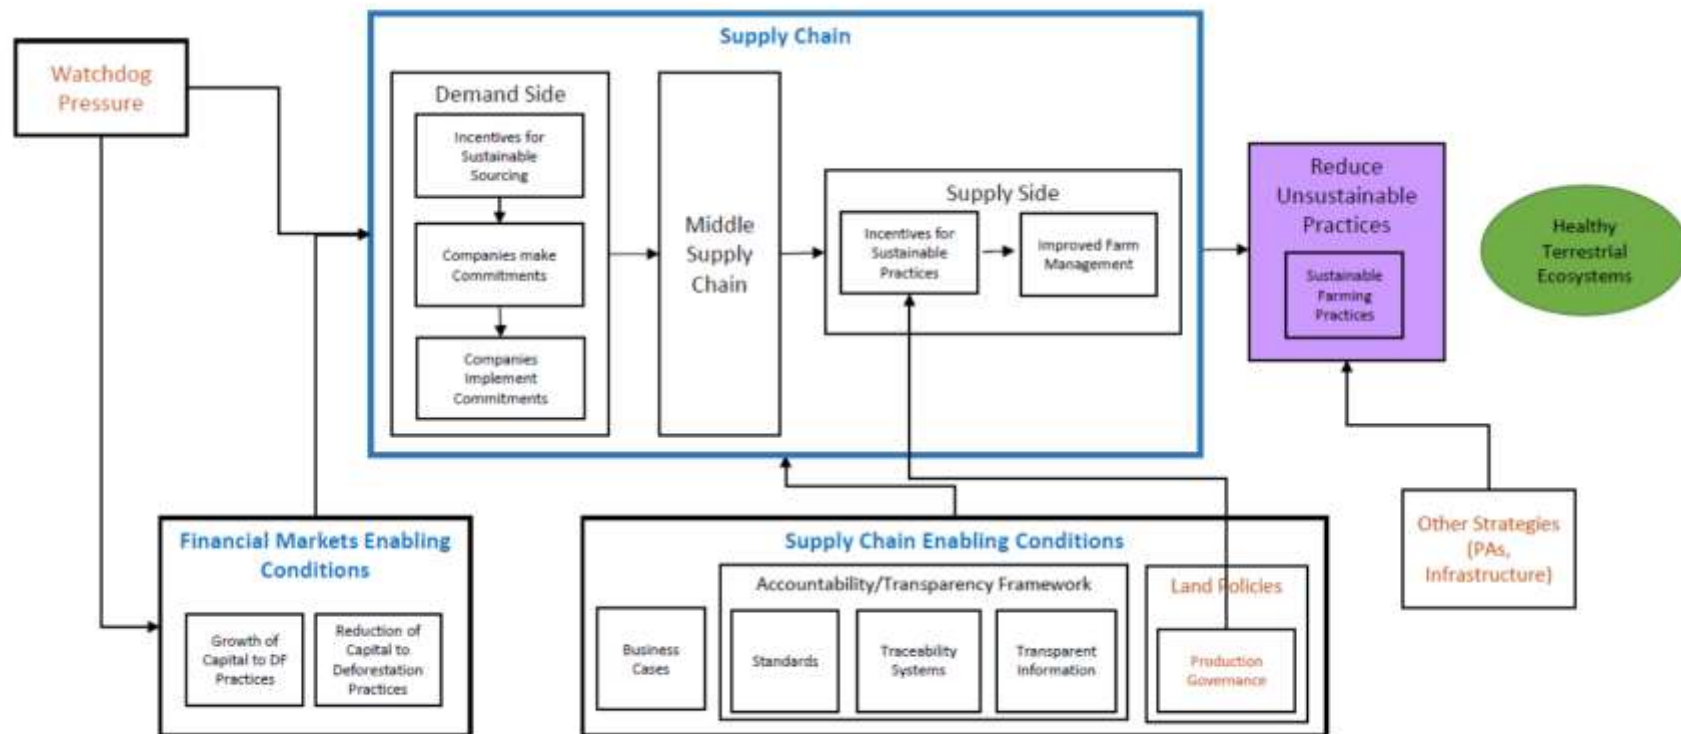 Supply Chain
Watchdog
Pressure
Demand Side
Incentives for
Sustainable
Sourcing
Companies make
Commitments
Companies
Implement
Commitments
Middle
Supply
Chain
Supply Side
Incentives for
Sustainable
Practices
Improved Farm
Management
Reduce
Unsustainable
Practices
Sustainable
Farming
Practices
Healthy
Terrestrial
Ecosystems
Financial Markets Enabling
Conditions
Growth of
Capital to DF
Practices
Reduction of
Capital to
Deforestation
Practices
Supply Chain Enabling Conditions
Business
Cases
Accountability/Transparency Framework
Standards
Traceability
Systems
Transparent
Information
Land Policies
Production
Governance
Other Strategies
(PAs,
Infrastructure)